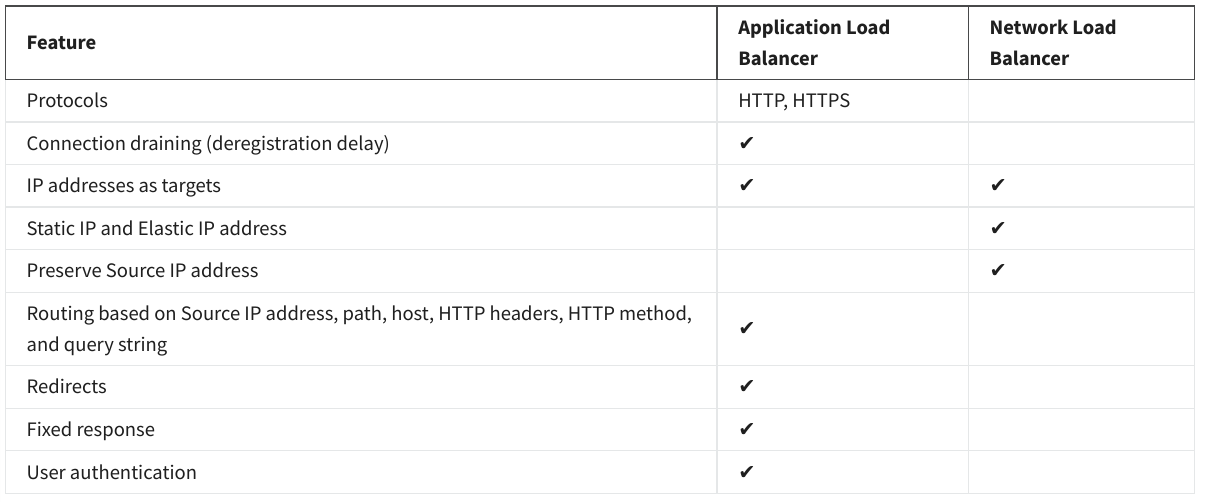 Feature
Application Load
Balancer
Network Load
Balancer
Protocols
HTTP, HTTPS
Connection draining (deregistration delay)
✔
IP addresses as targets
✔
✔
Static IP and Elastic IP address
✔
Preserve Source IP address
✔
Routing based on Source IP address, path, host, HTTP headers, HTTP method,
and query string
✔
Redirects
✔
Fixed response
✔
User authentication
✔